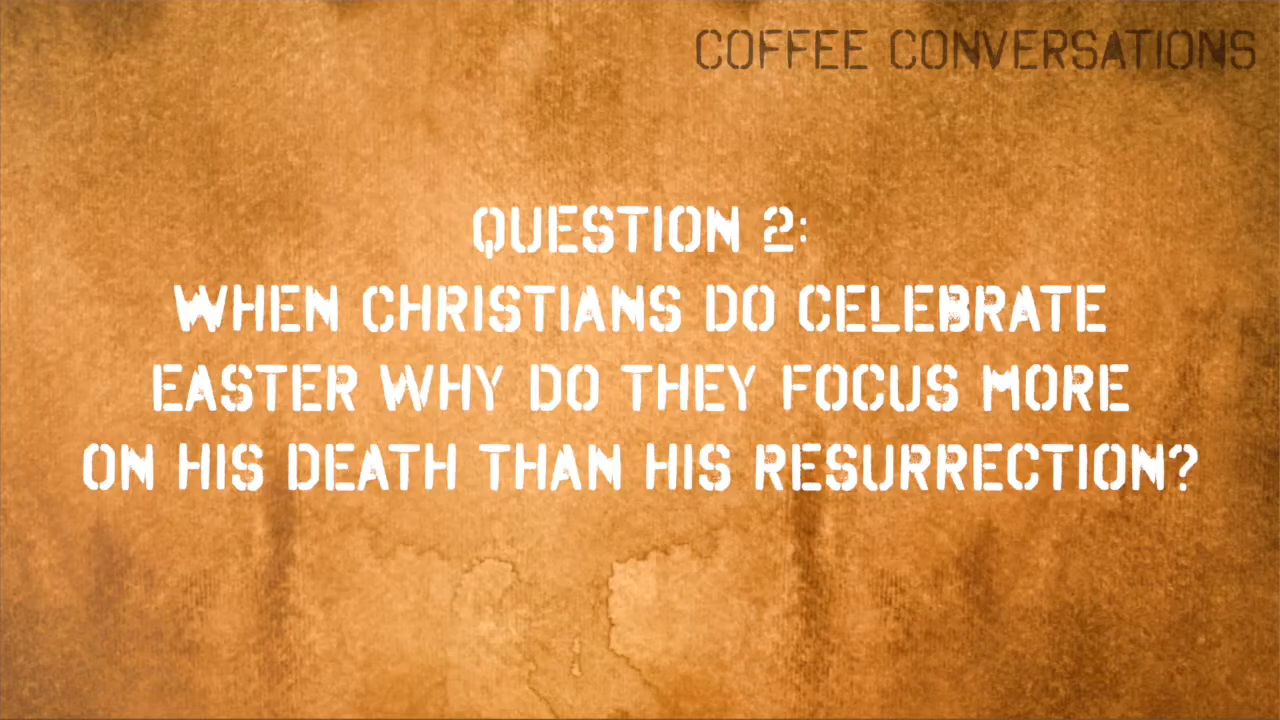 COFFEE CONVERSATIONS
QUESTION 2:
WHEN CHRISTIANS DO CELEBRATE
EASTER WHY DO THEY FOCUS MORE
ON HIS DEATH THAN HIS RESURRECTION?